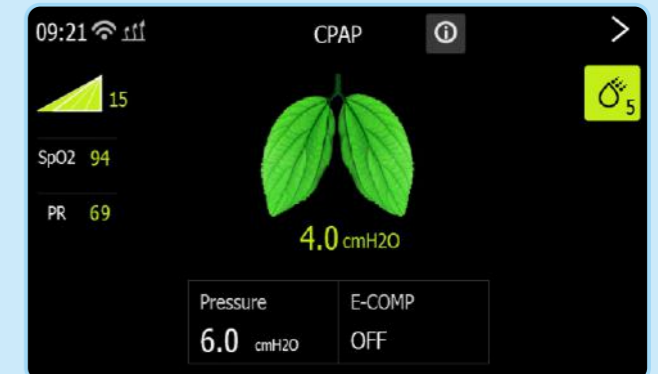 09:21 CPAP
15
5
SpO2 94
PR 69
4.0 cmH2O
Pressure E-COMP
6.0 cmH2O OFF